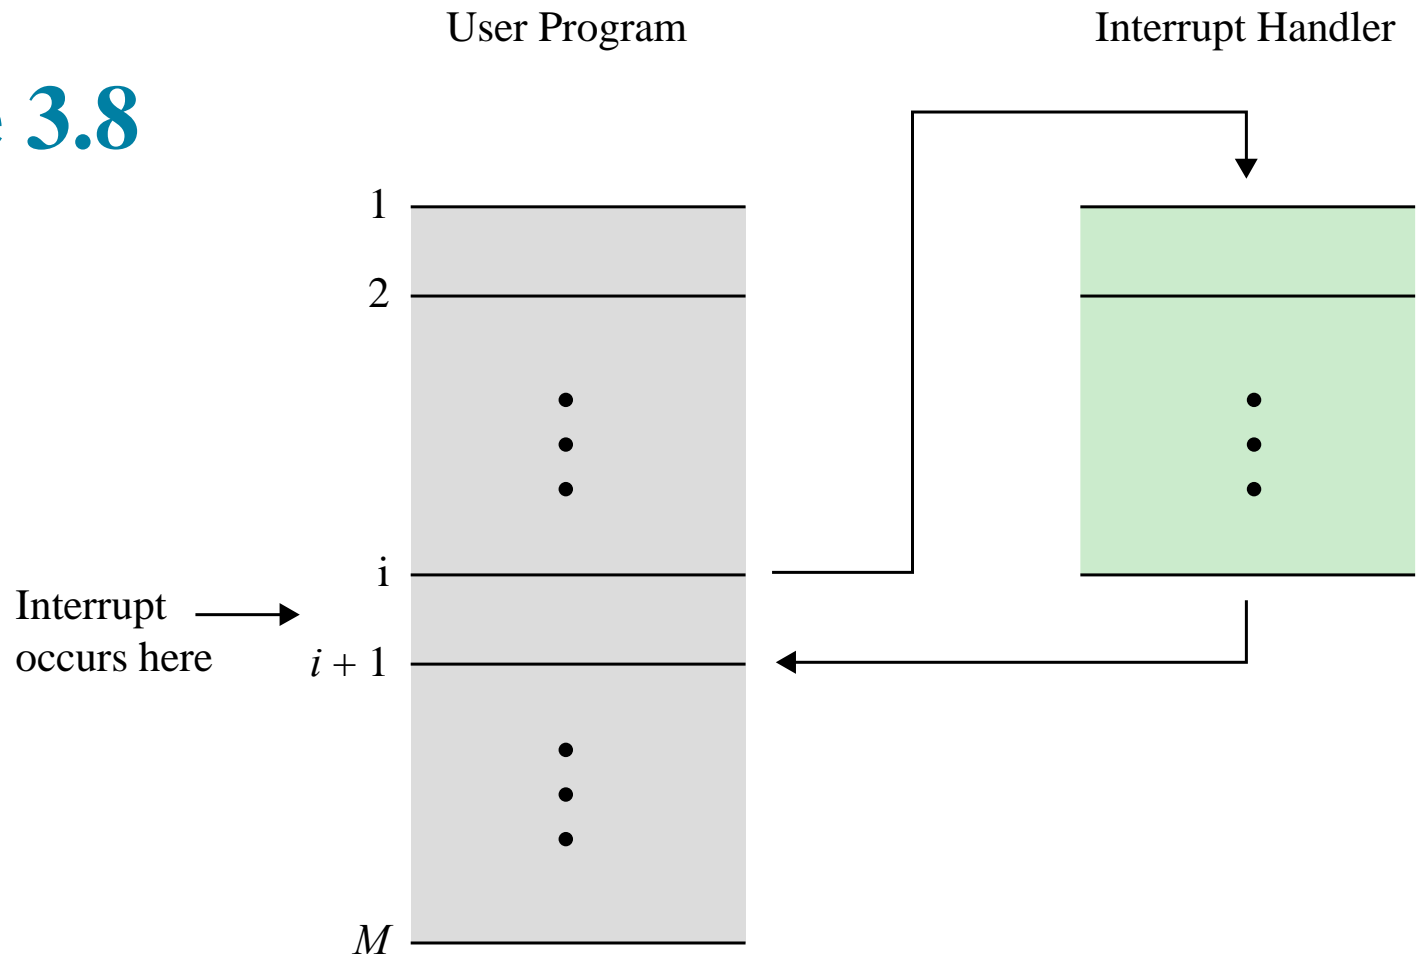 User Program
Interrupt Handler
e 3.8
1
2
i
Interrupt
occurs here
i + 1
M